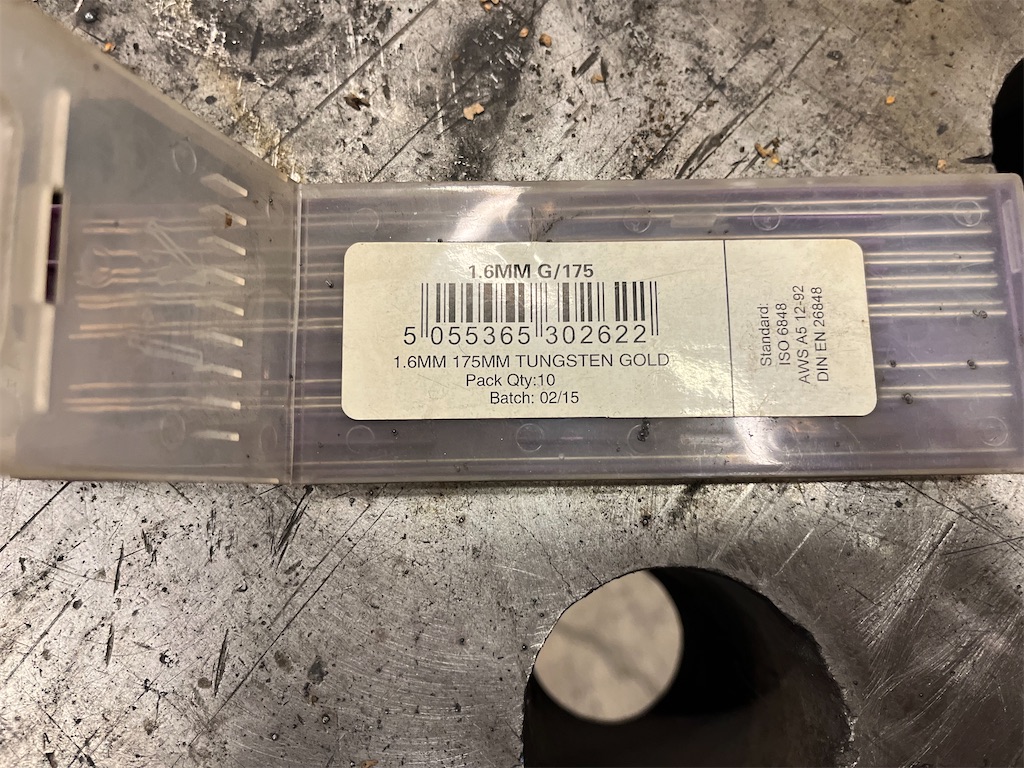 1.6MM G/175
5 055365 302622
1.6MM 175MM TUNGSTEN GOLD
Pack Qty:10
Batch: 02/15
Standard:
ISO 6848
AWS A5 12-92
DIN EN 26848